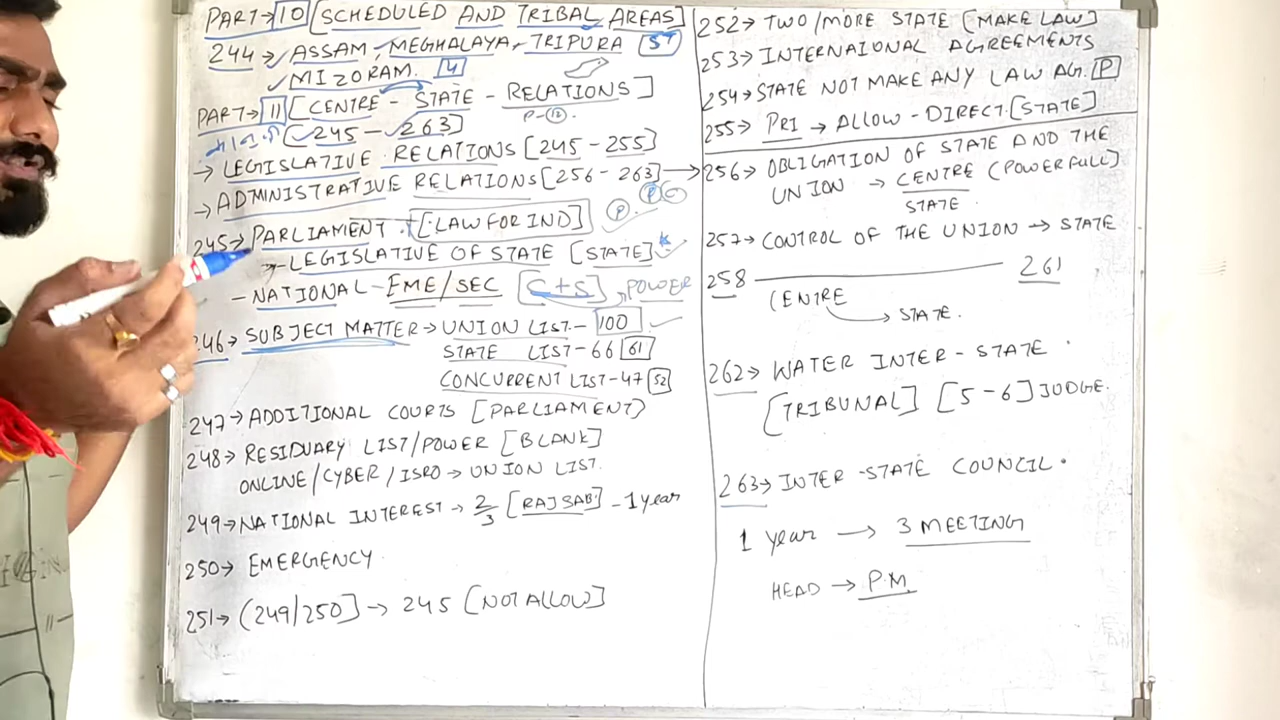 PART→10 [SCHEDULED AND TRIBAL AREAS]
244→ ASSAM, MEGHALAYA, TRIPURA
MIZORAM.
PART→11 [CENTRE - STATE - RELATIONS]
[245 - 263] P-12
→ LEGISLATIVE RELATIONS [245 - 255]
→ ADMINISTRATIVE RELATIONS [256 - 263] →
P C
245→ PARLIAMENT [LAW FOR IND] P
LEGISLATIVE OF STATE [STATE]
- NATIONAL - EME/SEC [C+S] → POWER
246→ SUBJECT MATTER → UNION LIST - 100
STATE LIST - 66 61
CONCURRENT LIST - 47 52
247→ ADDITIONAL COURTS [PARLIAMENT]
248→ RESIDUARY LIST/POWER [BLANK]
ONLINE/CYBER/ISRO → UNION LIST.
249→ NATIONAL INTEREST → 2/3 [RAJSAB] - 1 year
250→ EMERGENCY
251→ (249/250] → 245 [NOT ALLOW]
252→ TWO/MORE STATE [MAKE LAW]
253→ INTERNAIONAL AGREEMENTS
254→ STATE NOT MAKE ANY LAW AG. P
255→ PRI → ALLOW - DIRECT. [STATE]
256→ OBLIGATION OF STATE AND THE
UNION → CENTRE (POWERFULL]
STATE
257→ CONTROL OF THE UNION → STATE
258 — 261
CENTRE
→ STATE.
262→ WATER INTER - STATE.
[TRIBUNAL] [5-6] JUDGE.
263→ INTER - STATE COUNCIL.
1 year → 3 MEETING
HEAD → P.M.